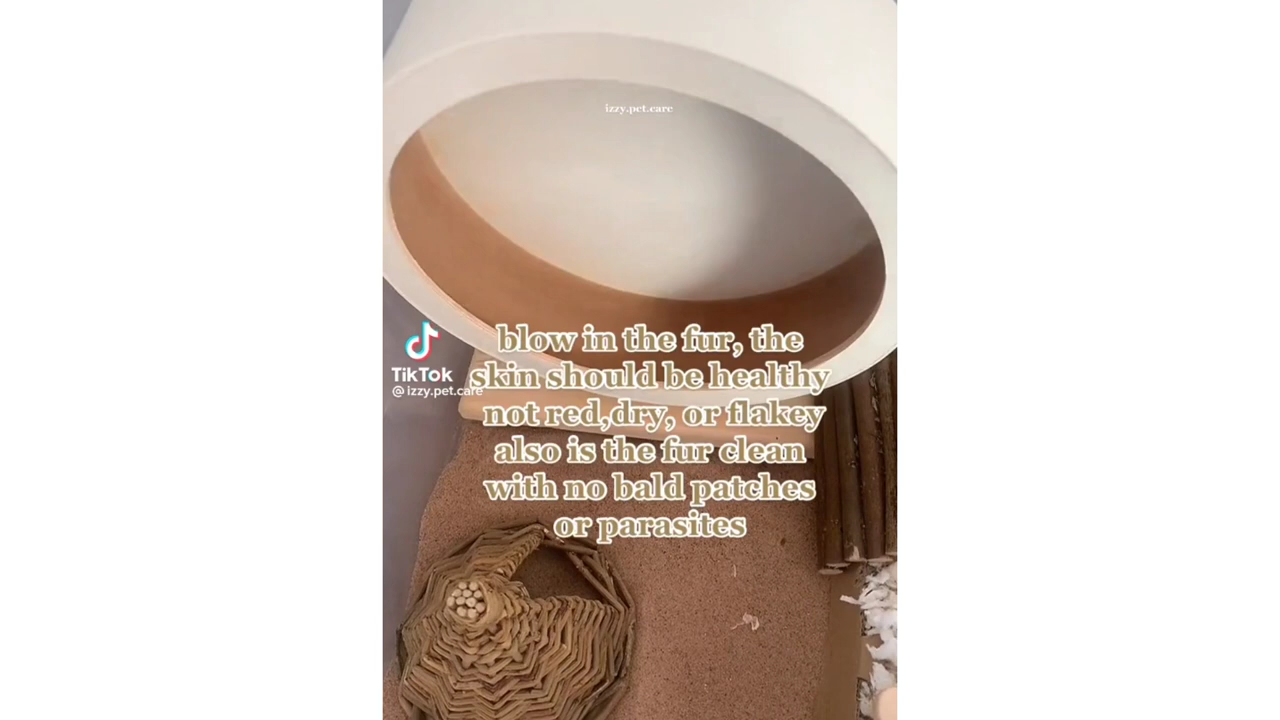 izzy.pet.care
blow in the fur, the
skin should be healthy
not red,dry, or flakey
also is the fur clean
with no bald patches
or parasites
TikTok
@ izzy.pet.care